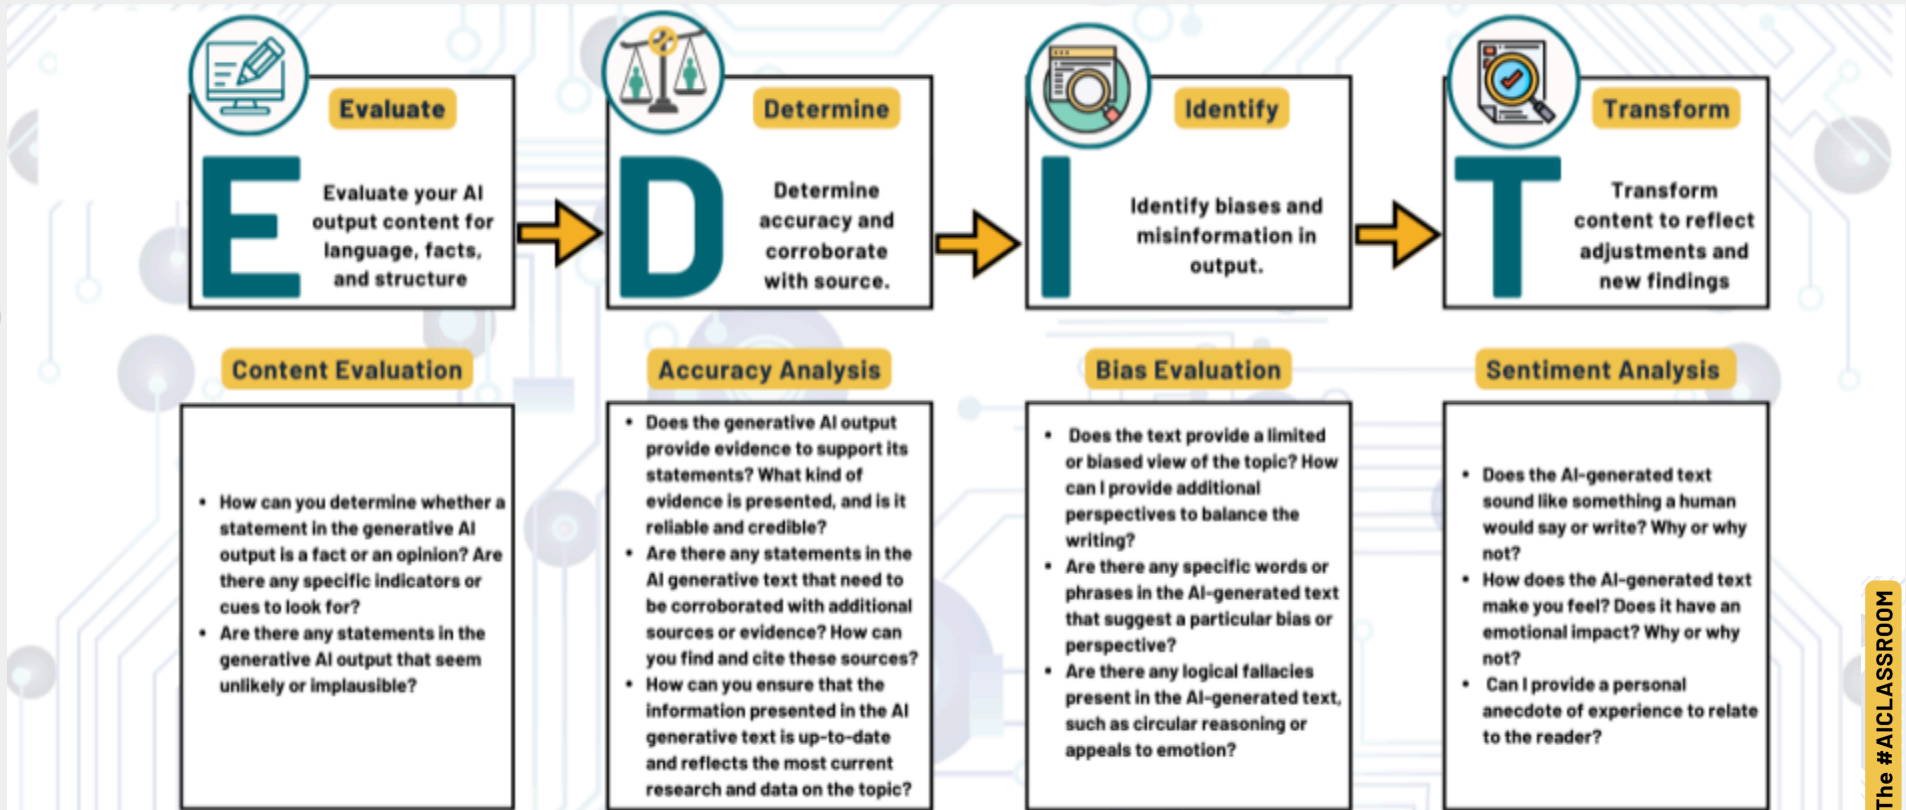 Evaluate
E
Evaluate your AI
output content for
language, facts,
and structure
Determine
D
Determine
accuracy and
corroborate
with source.
Identify
I
Identify biases and
misinformation in
output.
Transform
T
Transform
content to reflect
adjustments and
new findings
Content Evaluation
• How can you determine whether a
statement in the generative AI
output is a fact or an opinion? Are
there any specific indicators or
cues to look for?
• Are there any statements in the
generative AI output that seem
unlikely or implausible?
Accuracy Analysis
• Does the generative AI output
provide evidence to support its
statements? What kind of
evidence is presented, and is it
reliable and credible?
• Are there any statements in the
AI generative text that need to
be corroborated with additional
sources or evidence? How can
you find and cite these sources?
• How can you ensure that the
information presented in the AI
generative text is up-to-date
and reflects the most current
research and data on the topic?
Bias Evaluation
• Does the text provide a limited
or biased view of the topic? How
can I provide additional
perspectives to balance the
writing?
• Are there any specific words or
phrases in the AI-generated text
that suggest a particular bias or
perspective?
• Are there any logical fallacies
present in the AI-generated text,
such as circular reasoning or
appeals to emotion?
Sentiment Analysis
• Does the AI-generated text
sound like something a human
would say or write? Why or why
not?
• How does the AI-generated text
make you feel? Does it have an
emotional impact? Why or why
not?
• Can I provide a personal
anecdote of experience to relate
to the reader?
The #AICLASSROOM